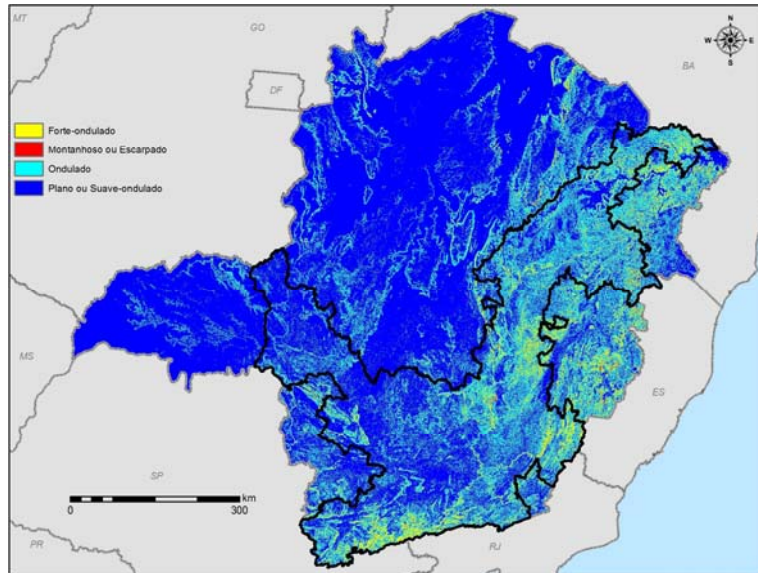 MT
GO
N
W E
S
DF
BA
Forte-ondulado
Montanhoso ou Escarpado
Ondulado
Plano ou Suave-ondulado
MS
ES
SP
km
0 300
PR
RJ